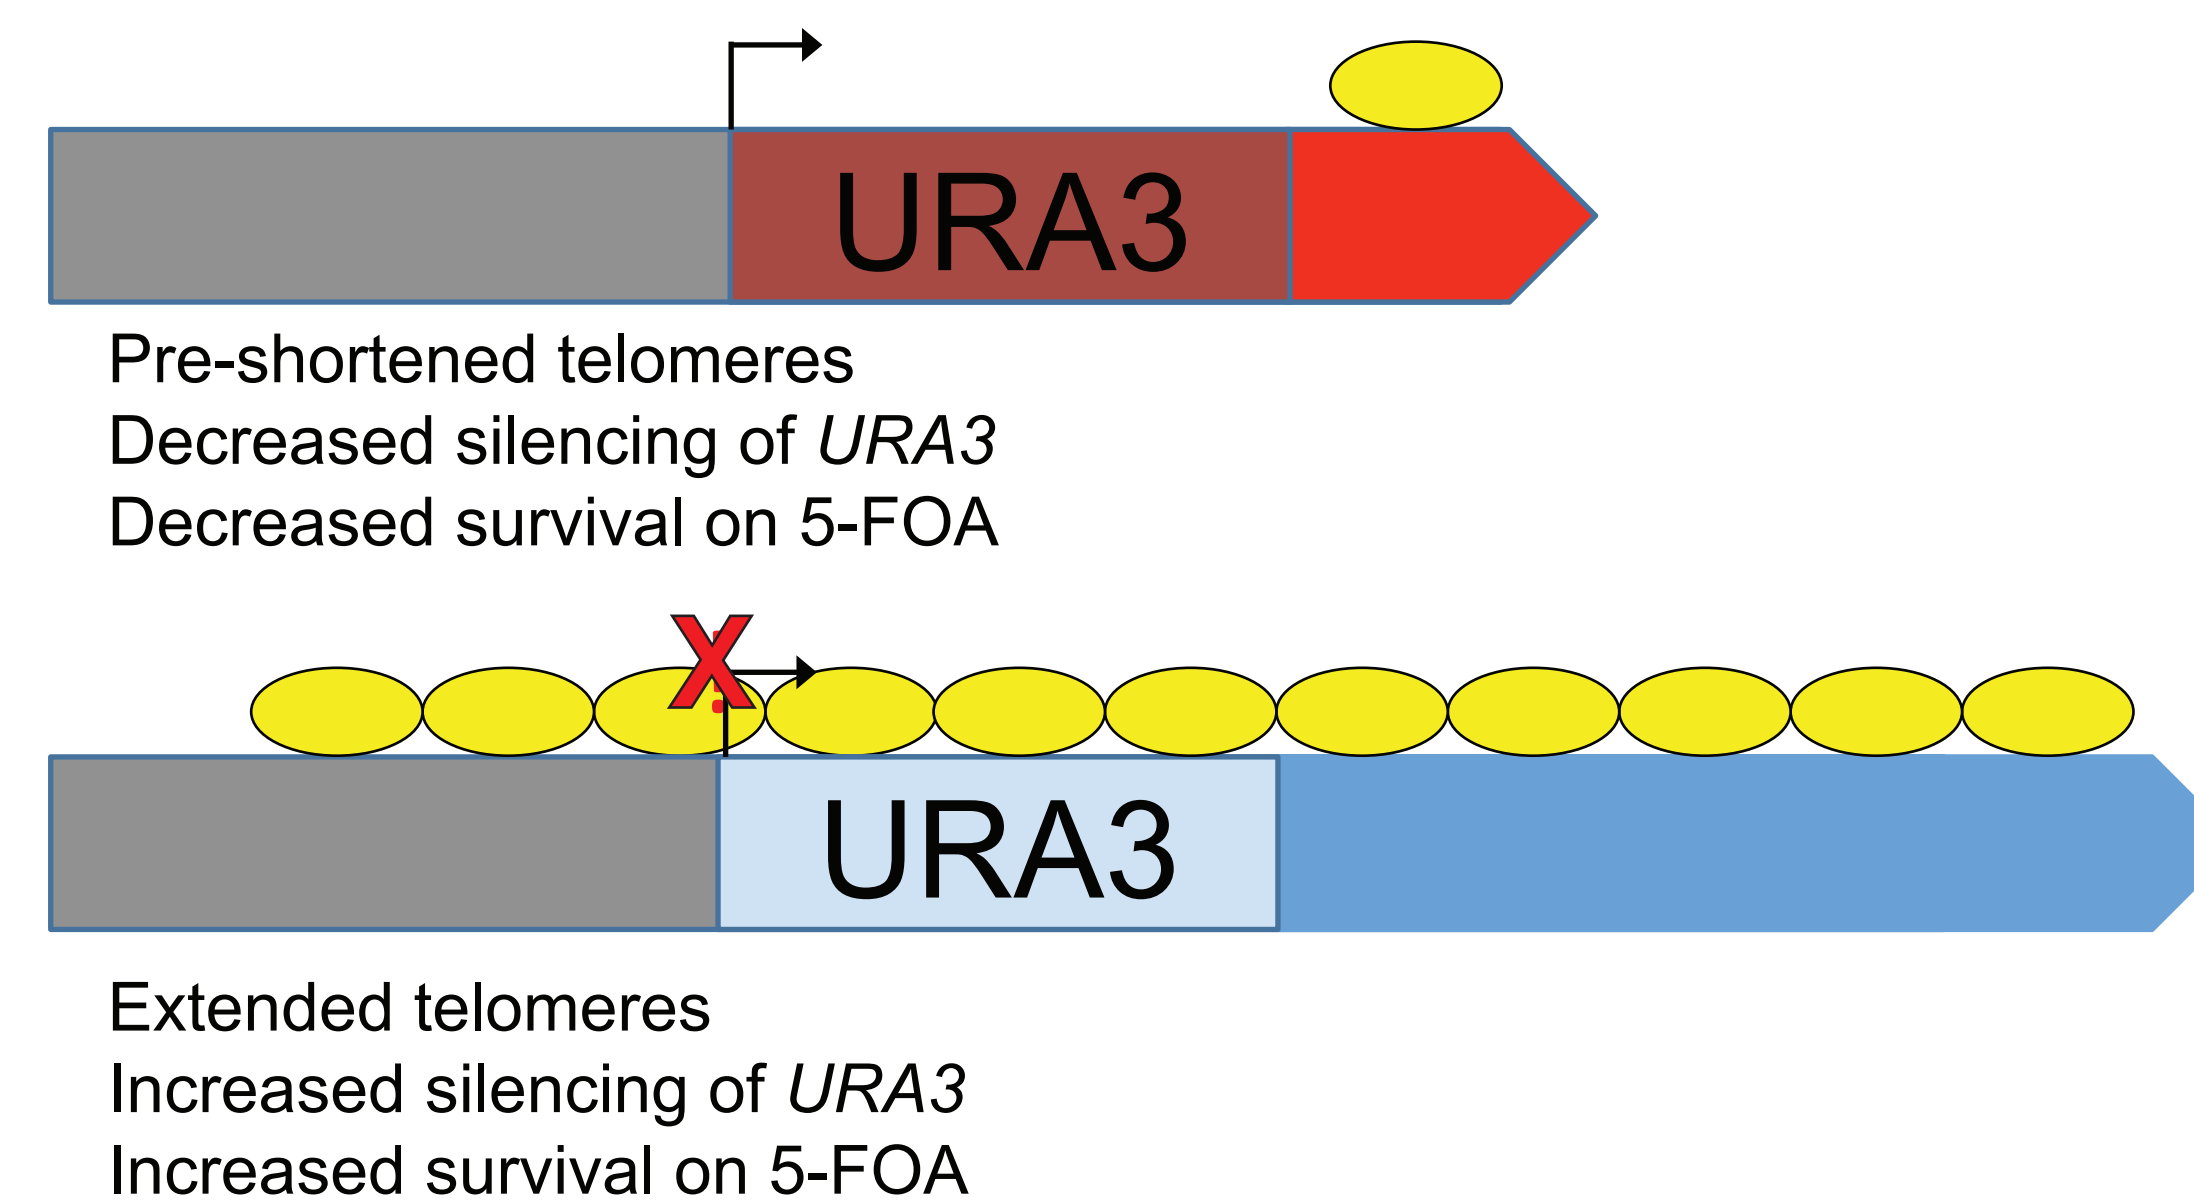 URA3
Pre-shortened telomeres
Decreased silencing of URA3
Decreased survival on 5-FOA
X
URA3
Extended telomeres
Increased silencing of URA3
Increased survival on 5-FOA